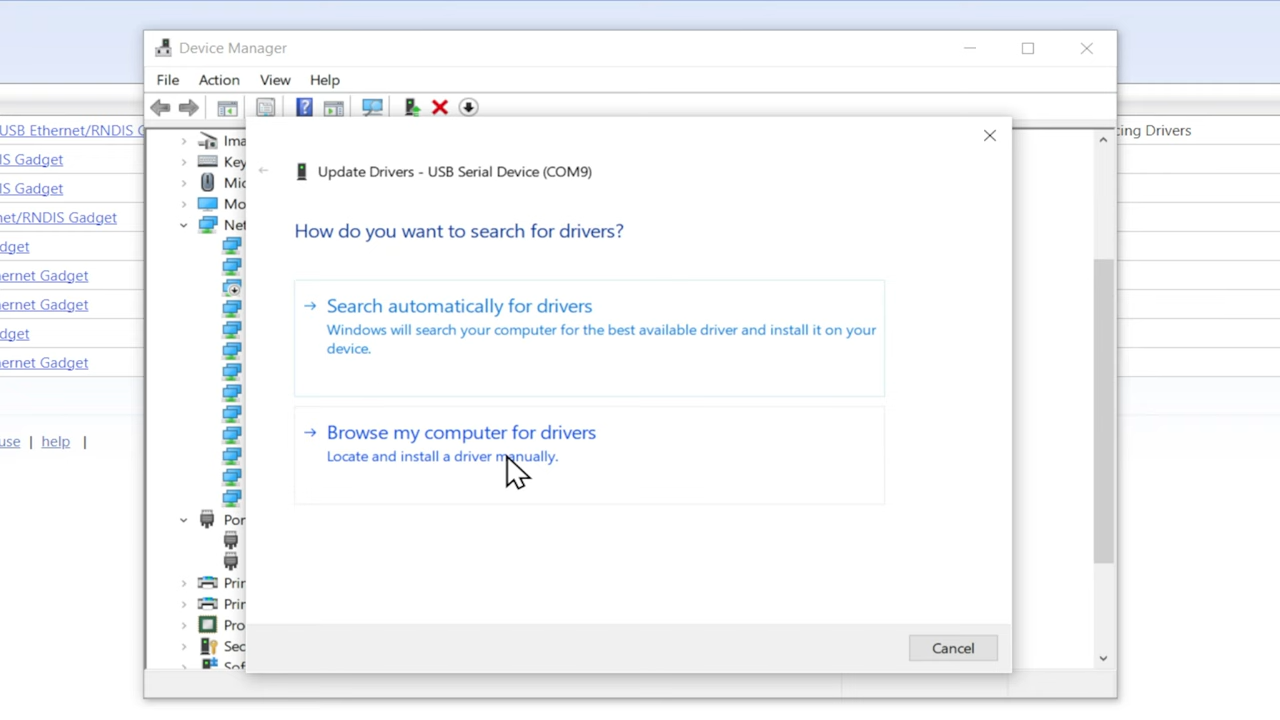 Device Manager
File Action View Help
USB Ethernet/RNDIS
IS Gadget
IS Gadget
net/RNDIS Gadget
dget
ernet Gadget
ernet Gadget
dget
ernet Gadget
use | help |
cing Drivers
Ima
Key
Mic
Mo
Net
Por
Prin
Prin
Pro
Sec
Sof
Update Drivers - USB Serial Device (COM9)
How do you want to search for drivers?
Search automatically for drivers
Windows will search your computer for the best available driver and install it on your
device.
Browse my computer for drivers
Locate and install a driver manually.
Cancel